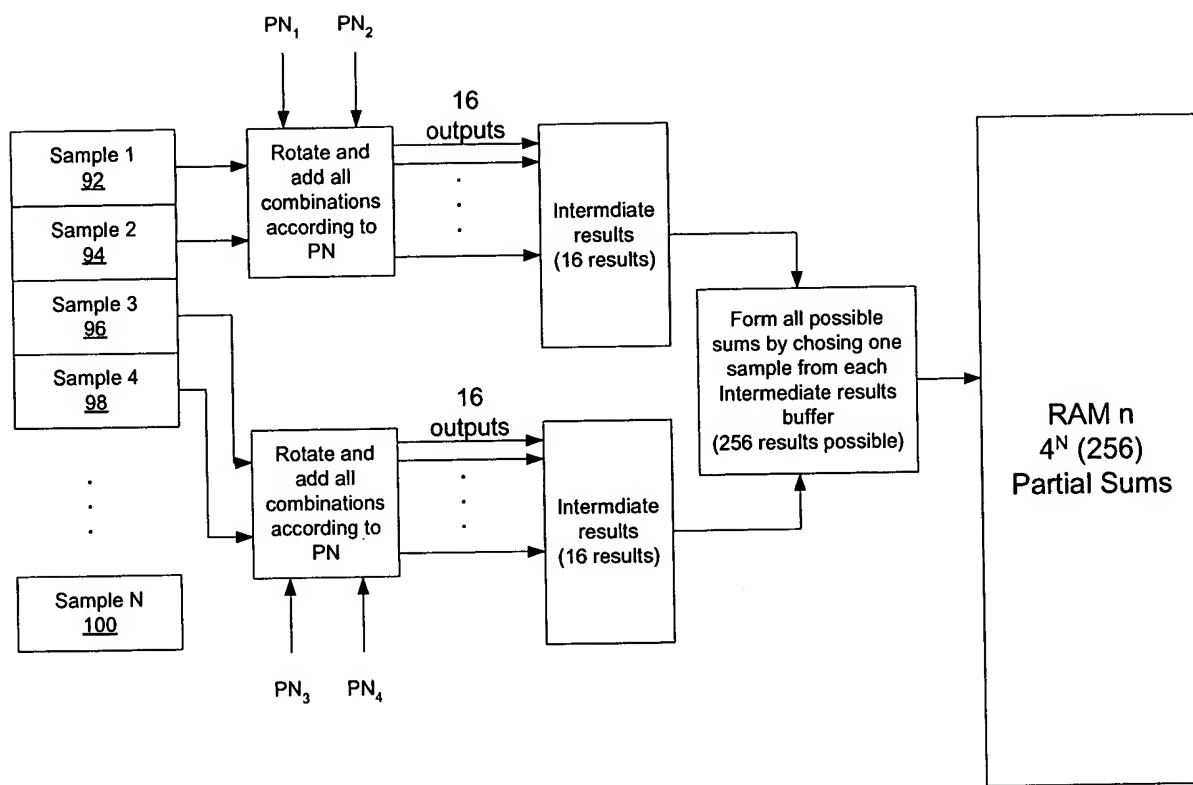 PN₁
PN₂
16
outputs
Sample 1
92
Sample 2
94
Sample 3
96
Sample 4
98
.
.
.
Sample N
100
Rotate and
add all
combinations
according to
PN
.
.
.
Intermdiate
results
(16 results)
16
outputs
Rotate and
add all
combinations
according to
PN
.
.
.
Intermdiate
results
(16 results)
PN₃
PN₄
Form all possible
sums by chosing one
sample from each
Intermediate results
buffer
(256 results possible)
RAM n
4ᴺ (256)
Partial Sums